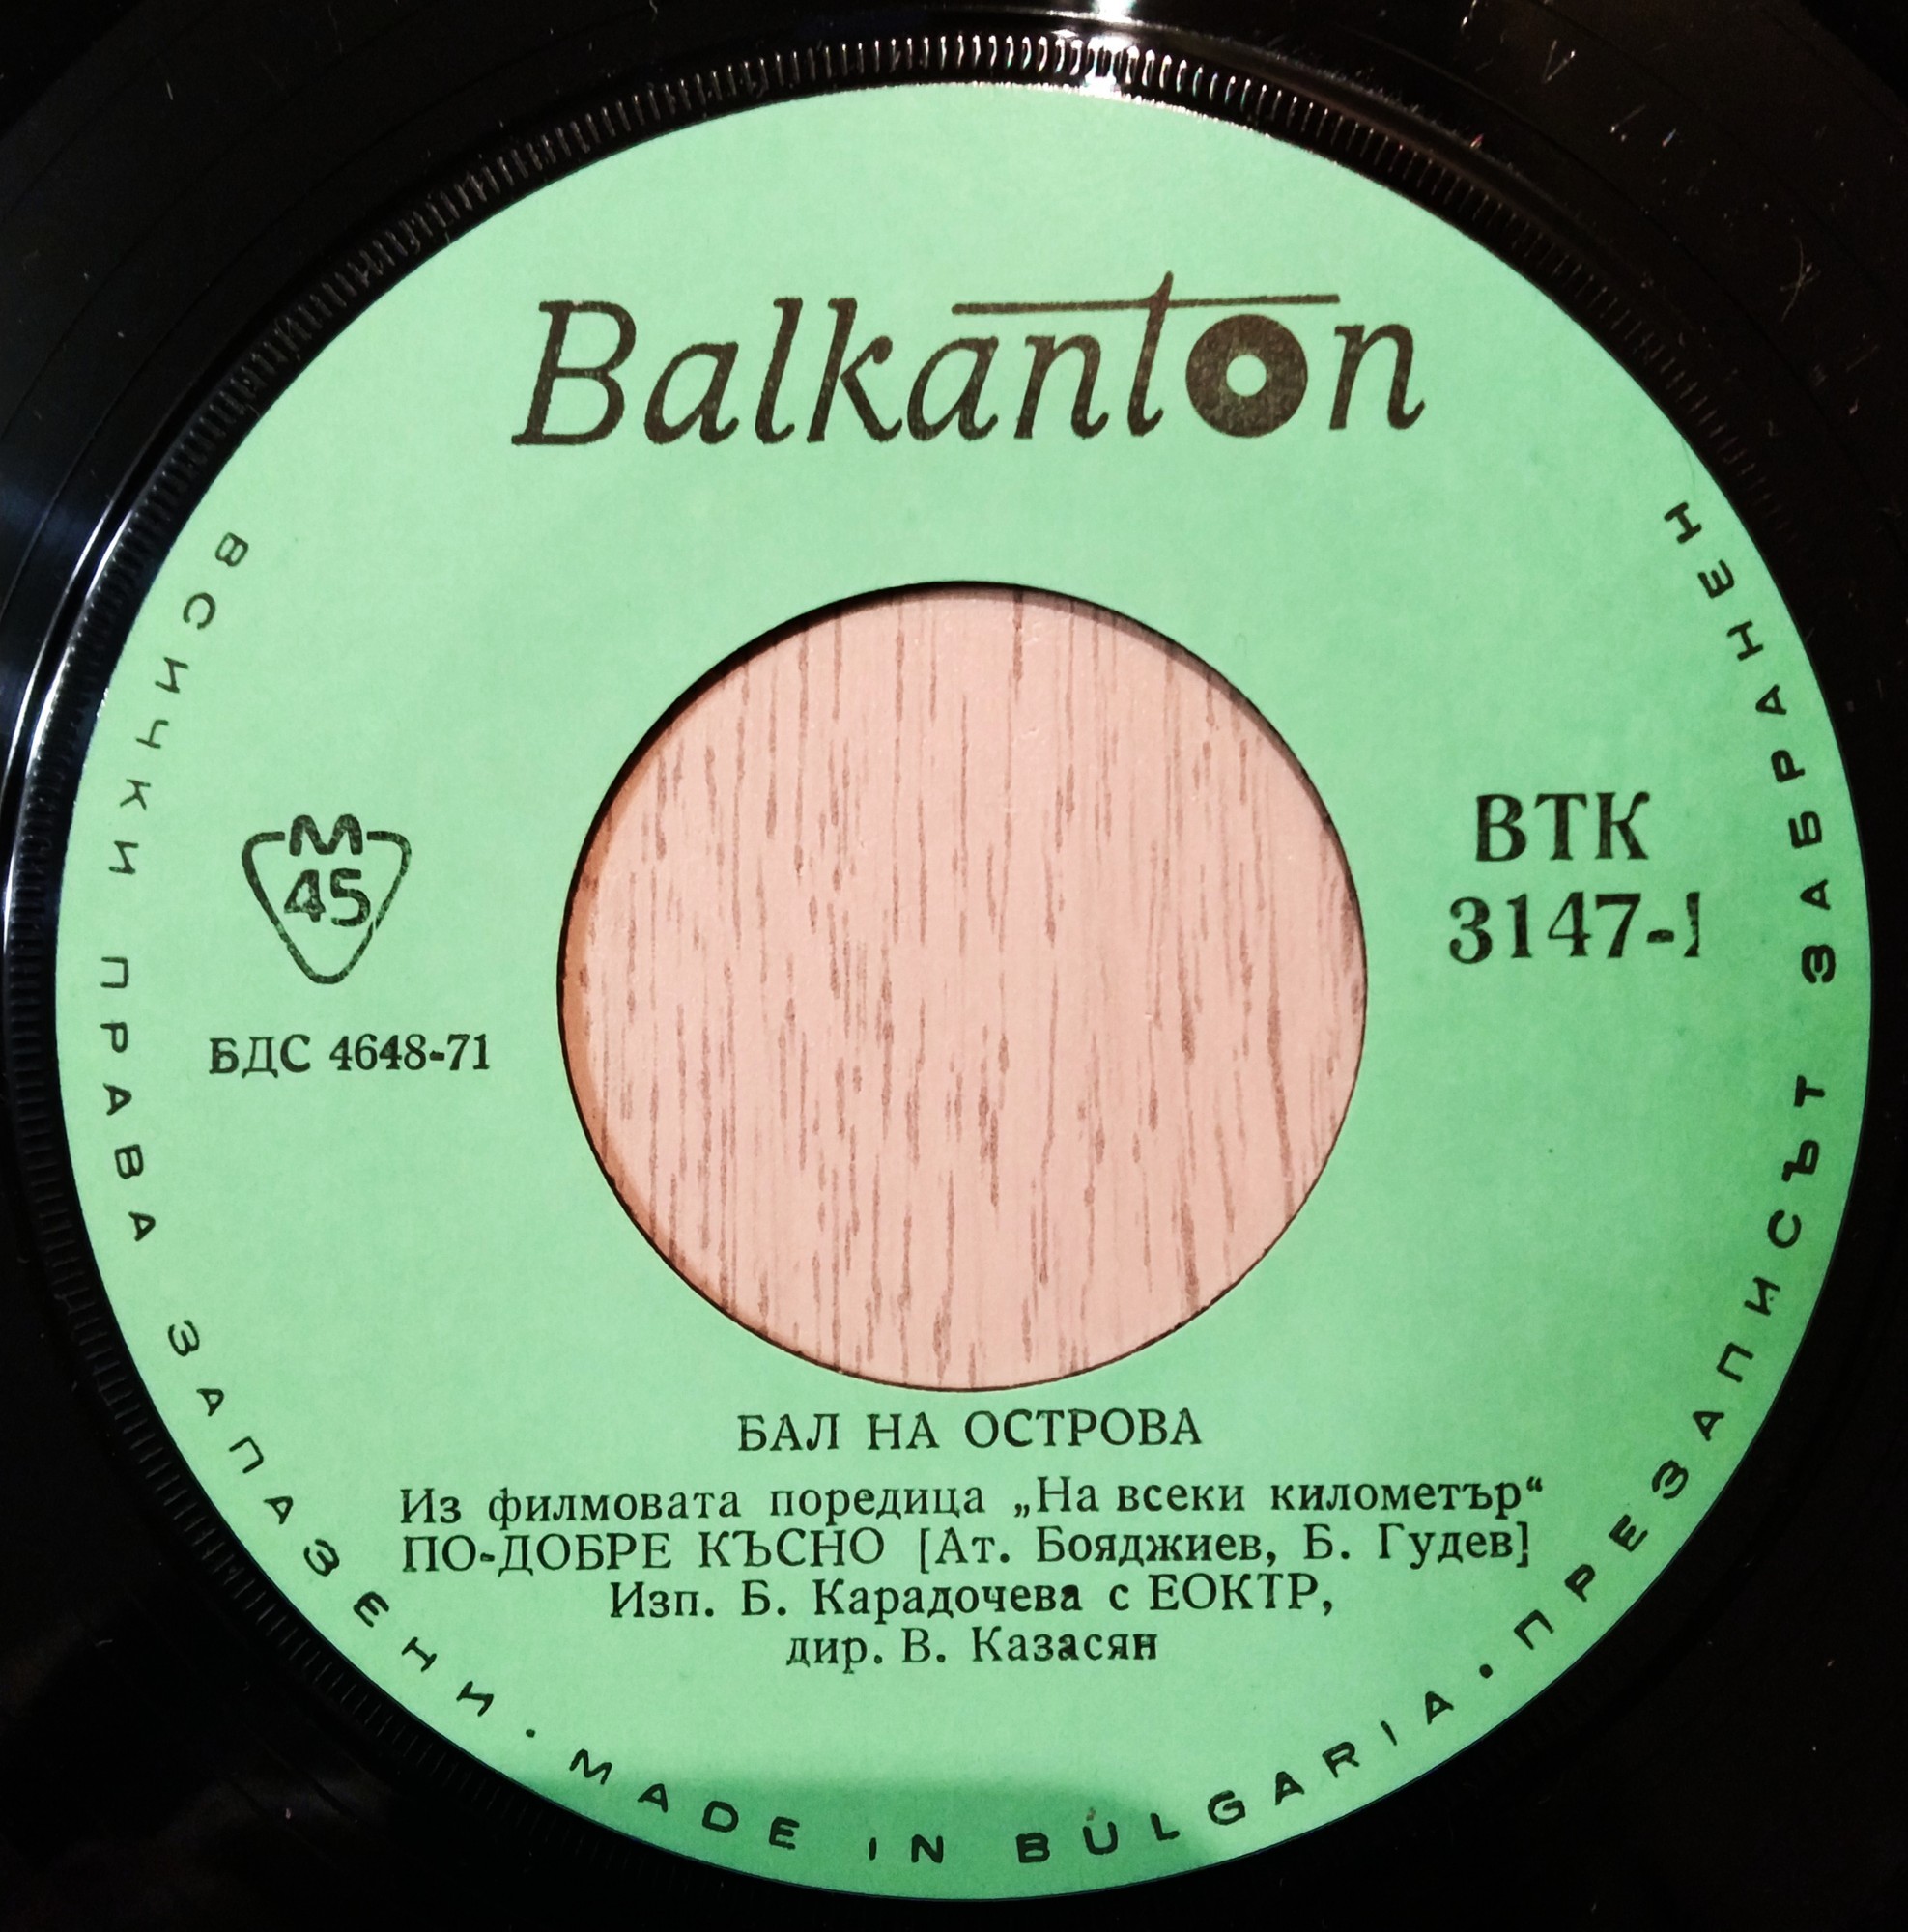 Balkanton
М
45
БДС 4648-71
ВТК
3147-1
БАЛ НА ОСТРОВА
Из филмовата поредица „На всеки километър“
ПО-ДОБРЕ КЪСНО [Ат. Бояджиев, Б. Гудев]
Изп. Б. Карадочева с ЕОКТР,
дир. В. Казасян
ВСИЧКИ ПРАВА ЗАПАЗЕНИ · MADE IN BULGARIA · ПРЕЗАПИСЪТ ЗАБРАНЕН